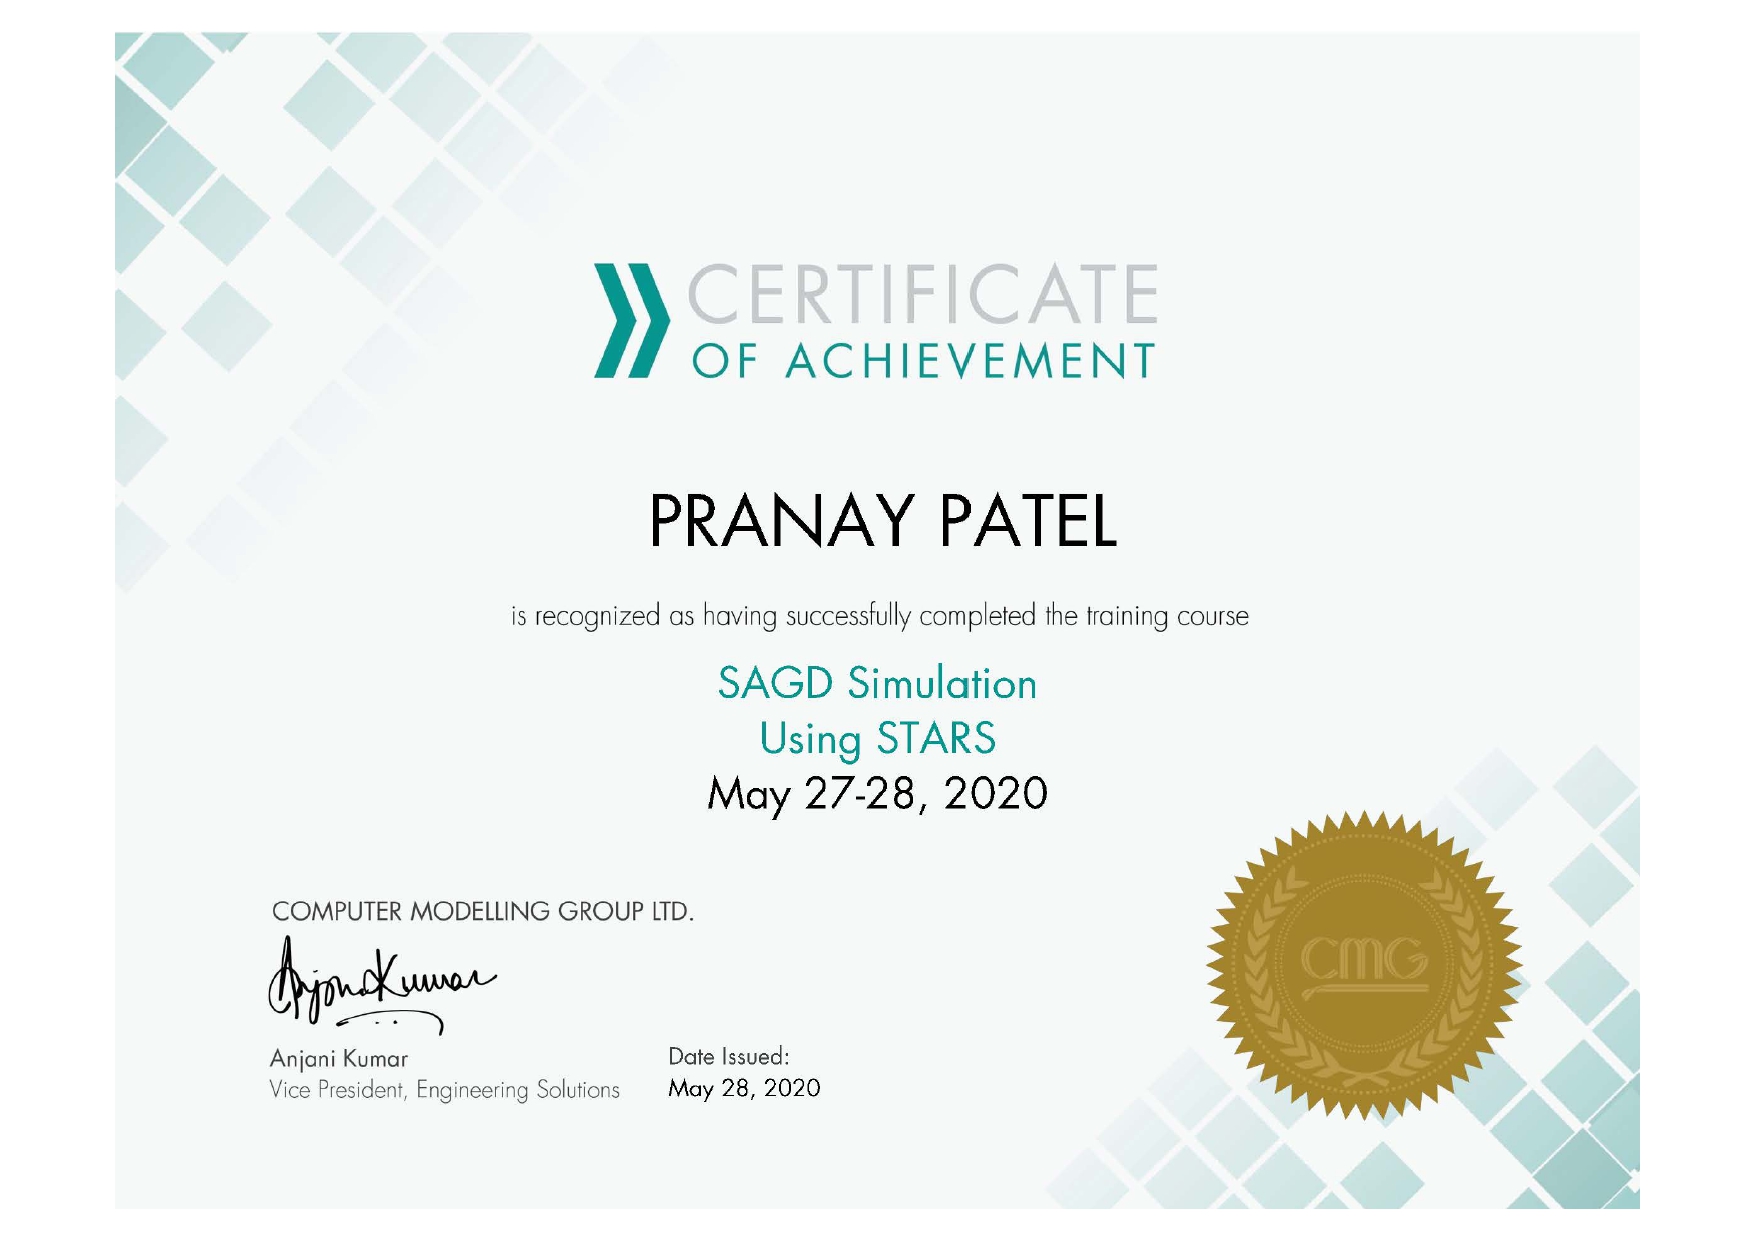 CERTIFICATE
OF ACHIEVEMENT
PRANAY PATEL
is recognized as having successfully completed the training course
SAGD Simulation
Using STARS
May 27-28, 2020
COMPUTER MODELLING GROUP LTD.
Anjani Kumar
Anjani Kumar
Vice President, Engineering Solutions
Date Issued:
May 28, 2020
CMG